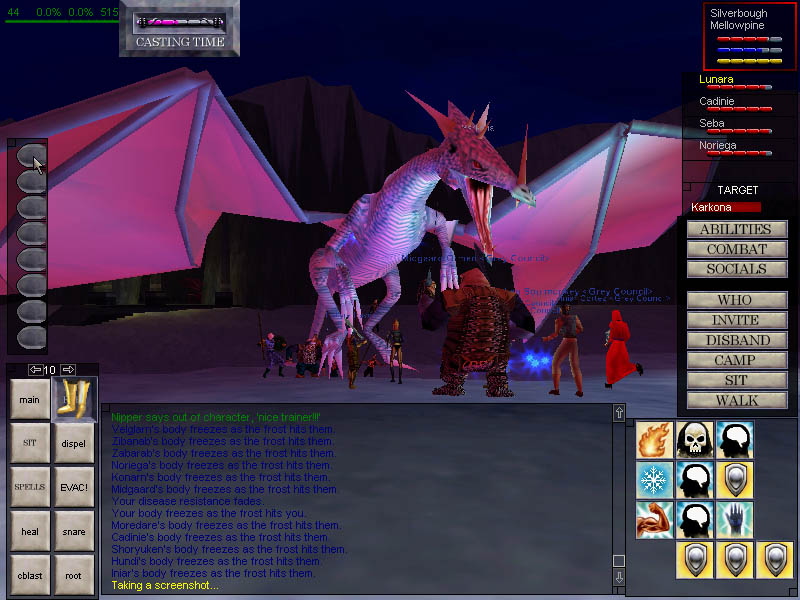 44 0.0% 0.0% 515
CASTING TIME
Silverbough
Mellowpine
Lunara
Cadinie
Seba
Noriega
TARGET
Karkona
ABILITIES
COMBAT
SOCIALS
WHO
INVITE
DISBAND
CAMP
SIT
WALK
10
main
SIT
dispel
SPELLS
EVAC!
heal
snare
cblast
root
<Grey Council>
Nipper says out of character, 'nice trainer!!!'
Velglarn's body freezes as the frost hits them.
Zibanab's body freezes as the frost hits them.
Zabarab's body freezes as the frost hits them.
Noriega's body freezes as the frost hits them.
Konarn's body freezes as the frost hits them.
Midgaard's body freezes as the frost hits them.
Your disease resistance fades.
Your body freezes as the frost hits you.
Moredare's body freezes as the frost hits them.
Cadinie's body freezes as the frost hits them.
Shoryuken's body freezes as the frost hits them.
Hundi's body freezes as the frost hits them.
Iniar's body freezes as the frost hits them.
Taking a screenshot...